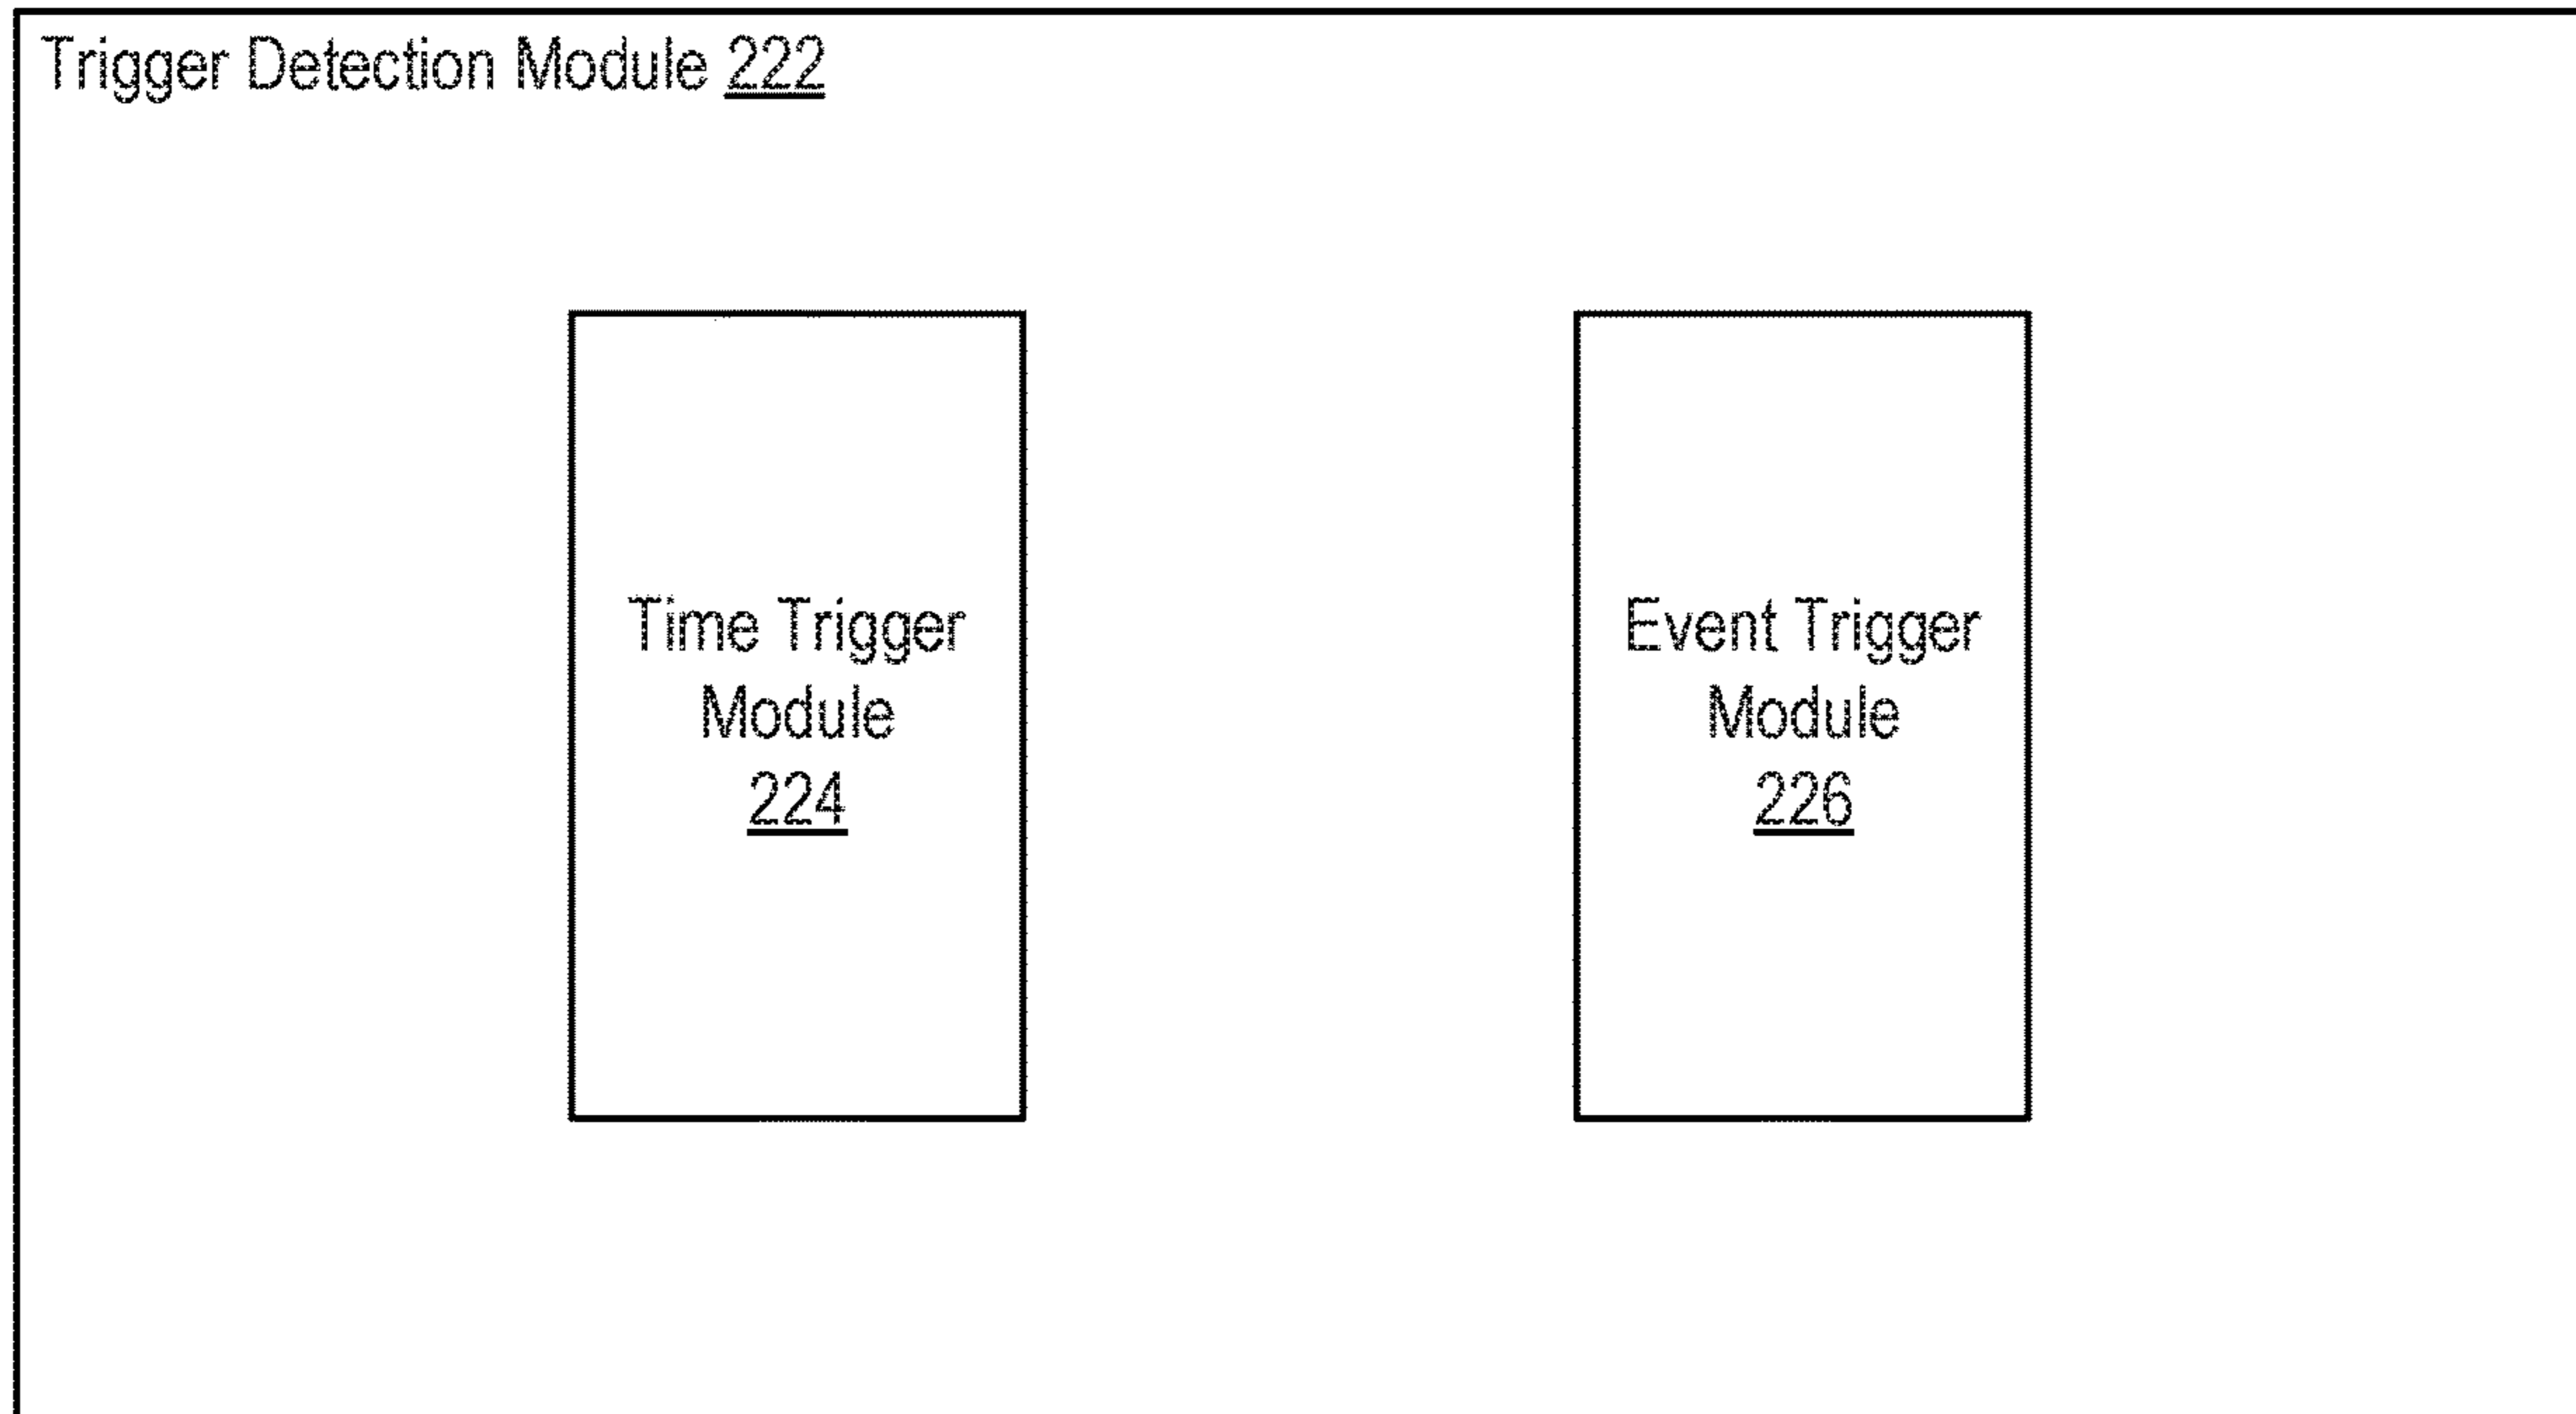 Trigger Detection Module 222
Time Trigger
Module
224
Event Trigger
Module
226